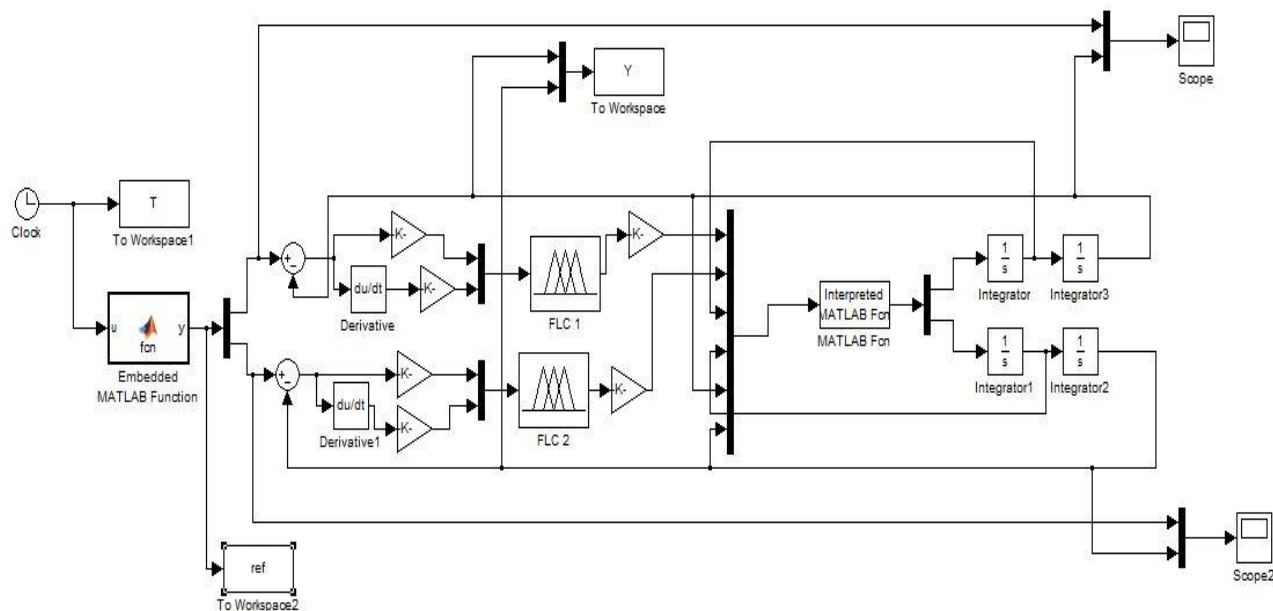 Scope
Y
To Workspace
Clock
T
To Workspace1
+
-
K-
K-
du/dt
Derivative
FLC 1
K-
u
fcn
y
Embedded
MATLAB Function
+
-
K-
du/dt
Derivative1
K-
FLC 2
K-
Interpreted
MATLAB Fcn
MATLAB Fcn
1
s
Integrator
1
s
Integrator3
1
s
Integrator1
1
s
Integrator2
ref
To Workspace2
Scope2